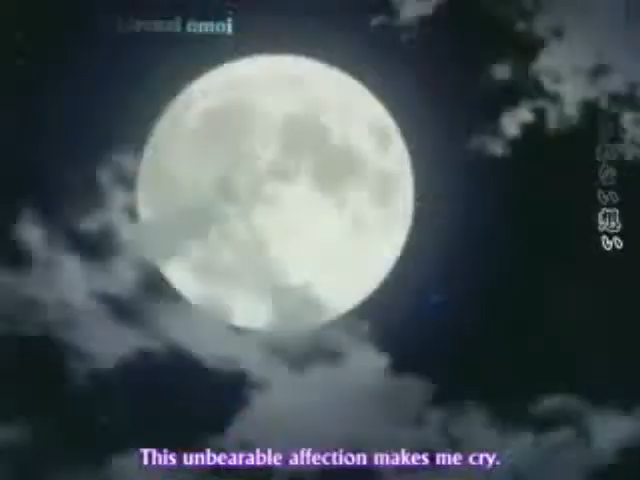 omoi
ない想い
This unbearable affection makes me cry.